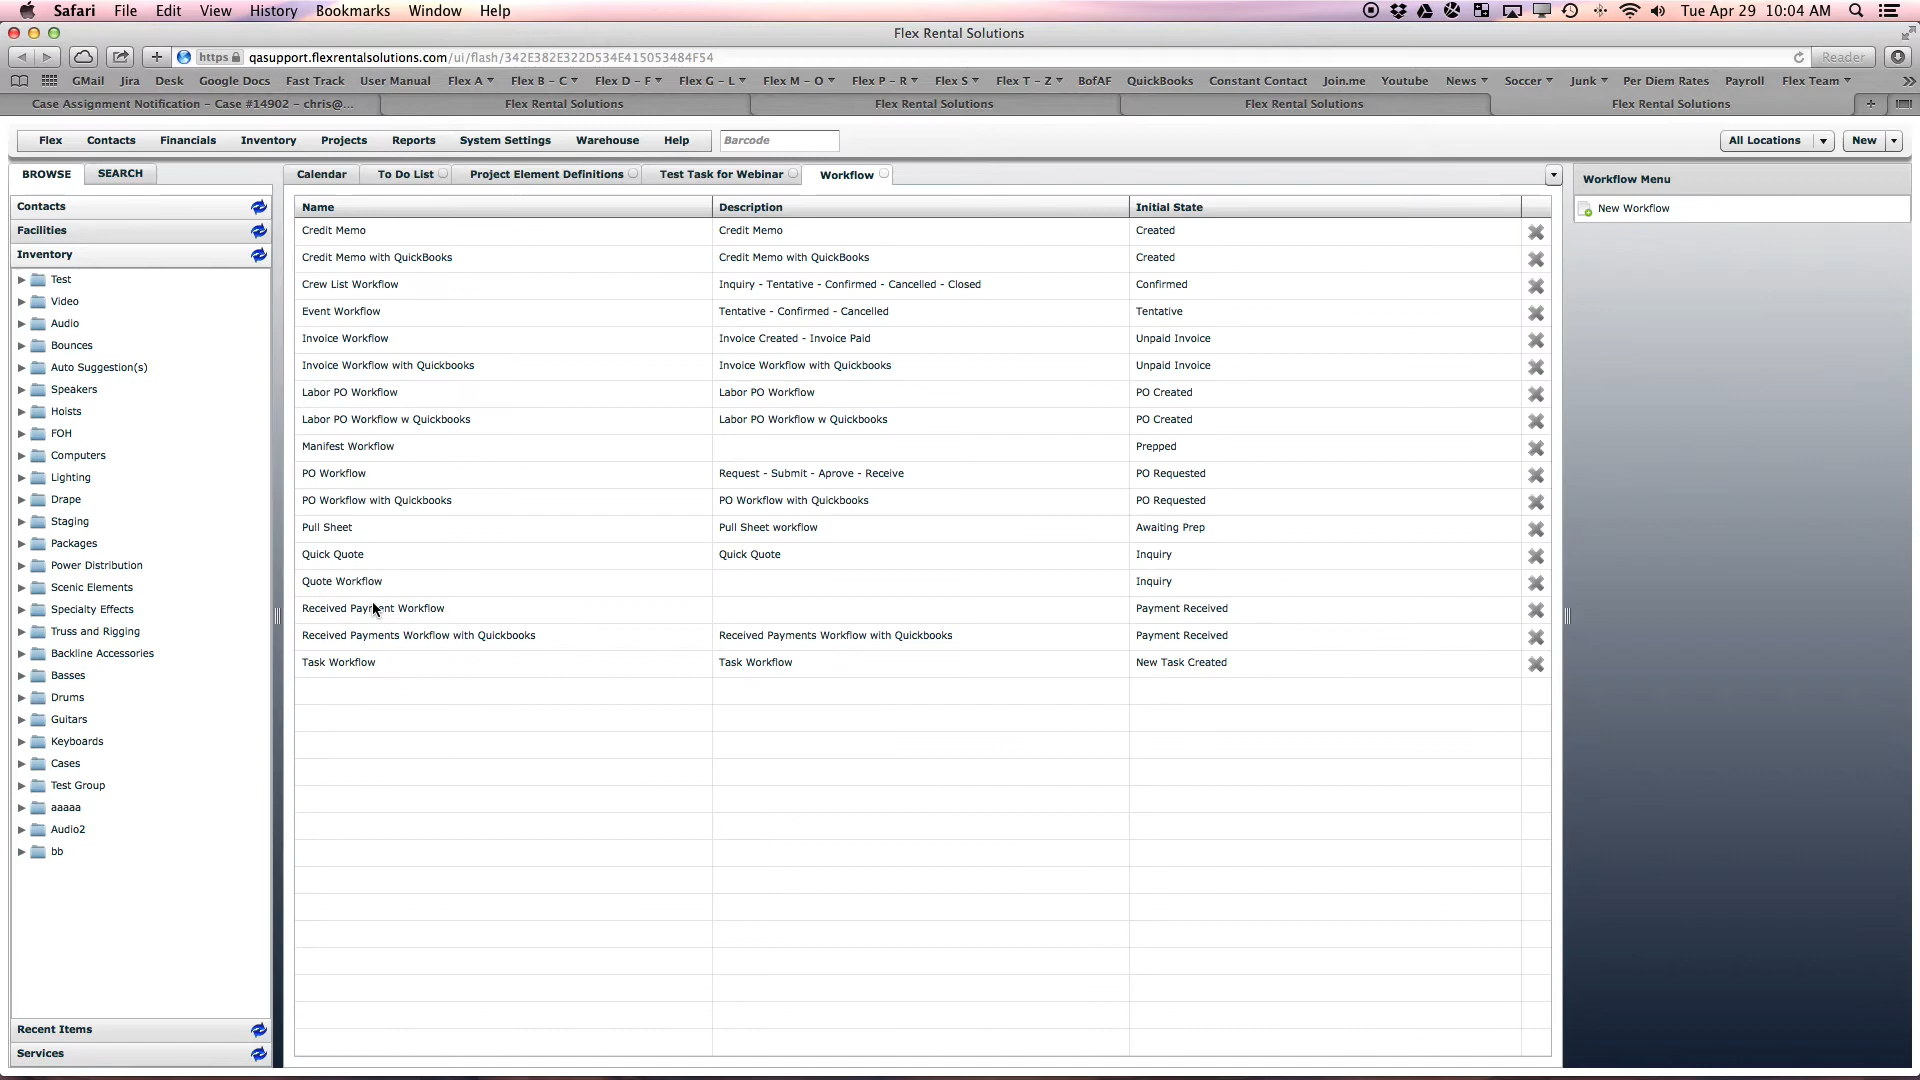 Safari File Edit View History Bookmarks Window Help Tue Apr 29 10:04 AM
Flex Rental Solutions
https qasupport.flexrentalsolutions.com/ui/flash/342E382E322D534E415053484F54 Reader
GMail Jira Desk Google Docs Fast Track User Manual Flex A Flex B - C Flex D - F Flex G - L Flex M - O Flex P - R Flex S Flex T - Z BofAF QuickBooks Constant Contact Join.me Youtube News Soccer Junk Per Diem Rates Payroll Flex Team
Case Assignment Notification – Case #14902 – chris@... Flex Rental Solutions Flex Rental Solutions Flex Rental Solutions Flex Rental Solutions
Flex Contacts Financials Inventory Projects Reports System Settings Warehouse Help Barcode All Locations New
BROWSE SEARCH
Calendar To Do List Project Element Definitions Test Task for Webinar Workflow
Workflow Menu
New Workflow
Contacts
Facilities
Inventory
Test
Video
Audio
Bounces
Auto Suggestion(s)
Speakers
Hoists
FOH
Computers
Lighting
Drape
Staging
Packages
Power Distribution
Scenic Elements
Specialty Effects
Truss and Rigging
Backline Accessories
Basses
Drums
Guitars
Keyboards
Cases
Test Group
aaaaa
Audio2
bb
Recent Items
Services
Name Description Initial State
Credit Memo Credit Memo Created
Credit Memo with QuickBooks Credit Memo with QuickBooks Created
Crew List Workflow Inquiry - Tentative - Confirmed - Cancelled - Closed Confirmed
Event Workflow Tentative - Confirmed - Cancelled Tentative
Invoice Workflow Invoice Created - Invoice Paid Unpaid Invoice
Invoice Workflow with Quickbooks Invoice Workflow with Quickbooks Unpaid Invoice
Labor PO Workflow Labor PO Workflow PO Created
Labor PO Workflow w Quickbooks Labor PO Workflow w Quickbooks PO Created
Manifest Workflow Prepped
PO Workflow Request - Submit - Aprove - Receive PO Requested
PO Workflow with Quickbooks PO Workflow with Quickbooks PO Requested
Pull Sheet Pull Sheet workflow Awaiting Prep
Quick Quote Quick Quote Inquiry
Quote Workflow Inquiry
Received Payment Workflow Payment Received
Received Payments Workflow with Quickbooks Received Payments Workflow with Quickbooks Payment Received
Task Workflow Task Workflow New Task Created